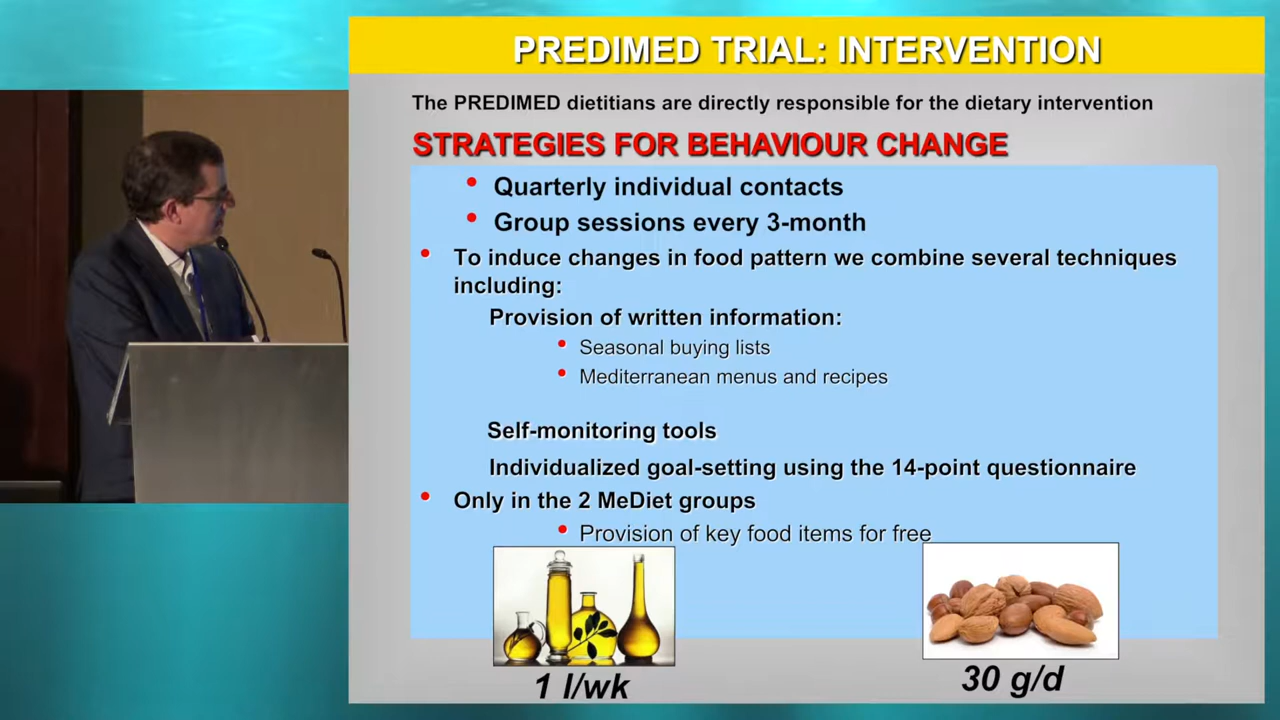 PREDIMED TRIAL: INTERVENTION
The PREDIMED dietitians are directly responsible for the dietary intervention
STRATEGIES FOR BEHAVIOUR CHANGE
• Quarterly individual contacts
• Group sessions every 3-month
• To induce changes in food pattern we combine several techniques
including:
Provision of written information:
• Seasonal buying lists
• Mediterranean menus and recipes
Self-monitoring tools
Individualized goal-setting using the 14-point questionnaire
• Only in the 2 MeDiet groups
• Provision of key food items for free
1 l/wk
30 g/d